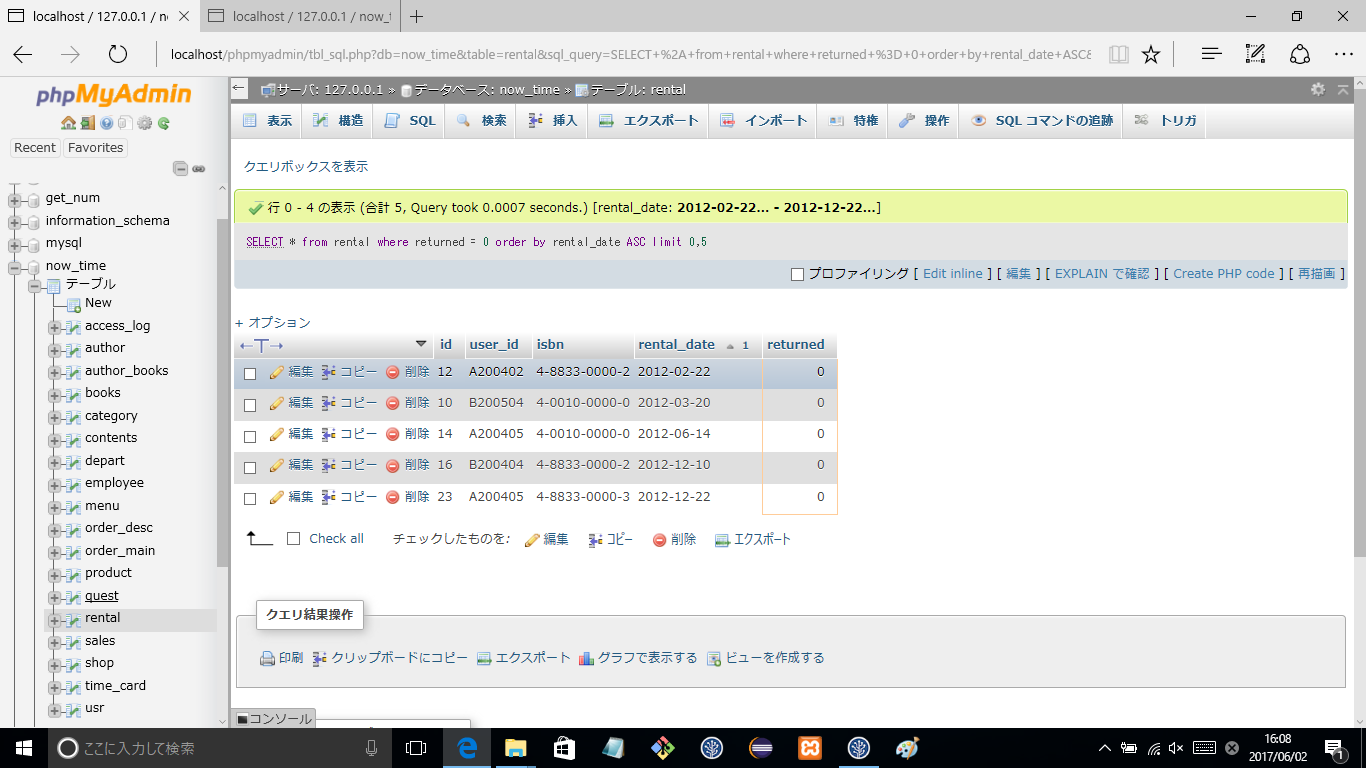 localhost / 127.0.0.1 / no
localhost / 127.0.0.1 / now_t
localhost/phpmyadmin/tbl_sql.php?db=now_time&table=rental&sql_query=SELECT+%2A+from+rental+where+returned+%3D+0+order+by+rental_date+ASC&
phpMyAdmin
Recent Favorites
get_num
information_schema
mysql
now_time
テーブル
New
access_log
author
author_books
books
category
contents
depart
employee
menu
order_desc
order_main
product
quest
rental
sales
shop
time_card
usr
サーバ: 127.0.0.1 » データベース: now_time » テーブル: rental
表示 構造 SQL 検索 挿入 エクスポート インポート 特権 操作 SQL コマンドの追跡 トリガ
クエリボックスを表示
行 0 - 4 の表示 (合計 5, Query took 0.0007 seconds.) [rental_date: 2012-02-22... - 2012-12-22...]
SELECT * from rental where returned = 0 order by rental_date ASC limit 0,5
プロファイリング [ Edit inline ] [ 編集 ] [ EXPLAIN で確認 ] [ Create PHP code ] [ 再描画 ]
+ オプション
←T→ id user_id isbn rental_date 1 returned
編集 コピー 削除 12 A200402 4-8833-0000-2 2012-02-22 0
編集 コピー 削除 10 B200504 4-0010-0000-0 2012-03-20 0
編集 コピー 削除 14 A200405 4-0010-0000-0 2012-06-14 0
編集 コピー 削除 16 B200404 4-8833-0000-2 2012-12-10 0
編集 コピー 削除 23 A200405 4-8833-0000-3 2012-12-22 0
Check all チェックしたものを: 編集 コピー 削除 エクスポート
クエリ結果操作
印刷 クリップボードにコピー エクスポート グラフで表示する ビューを作成する
コンソール
ここに入力して検索
16:08
2017/06/02
1